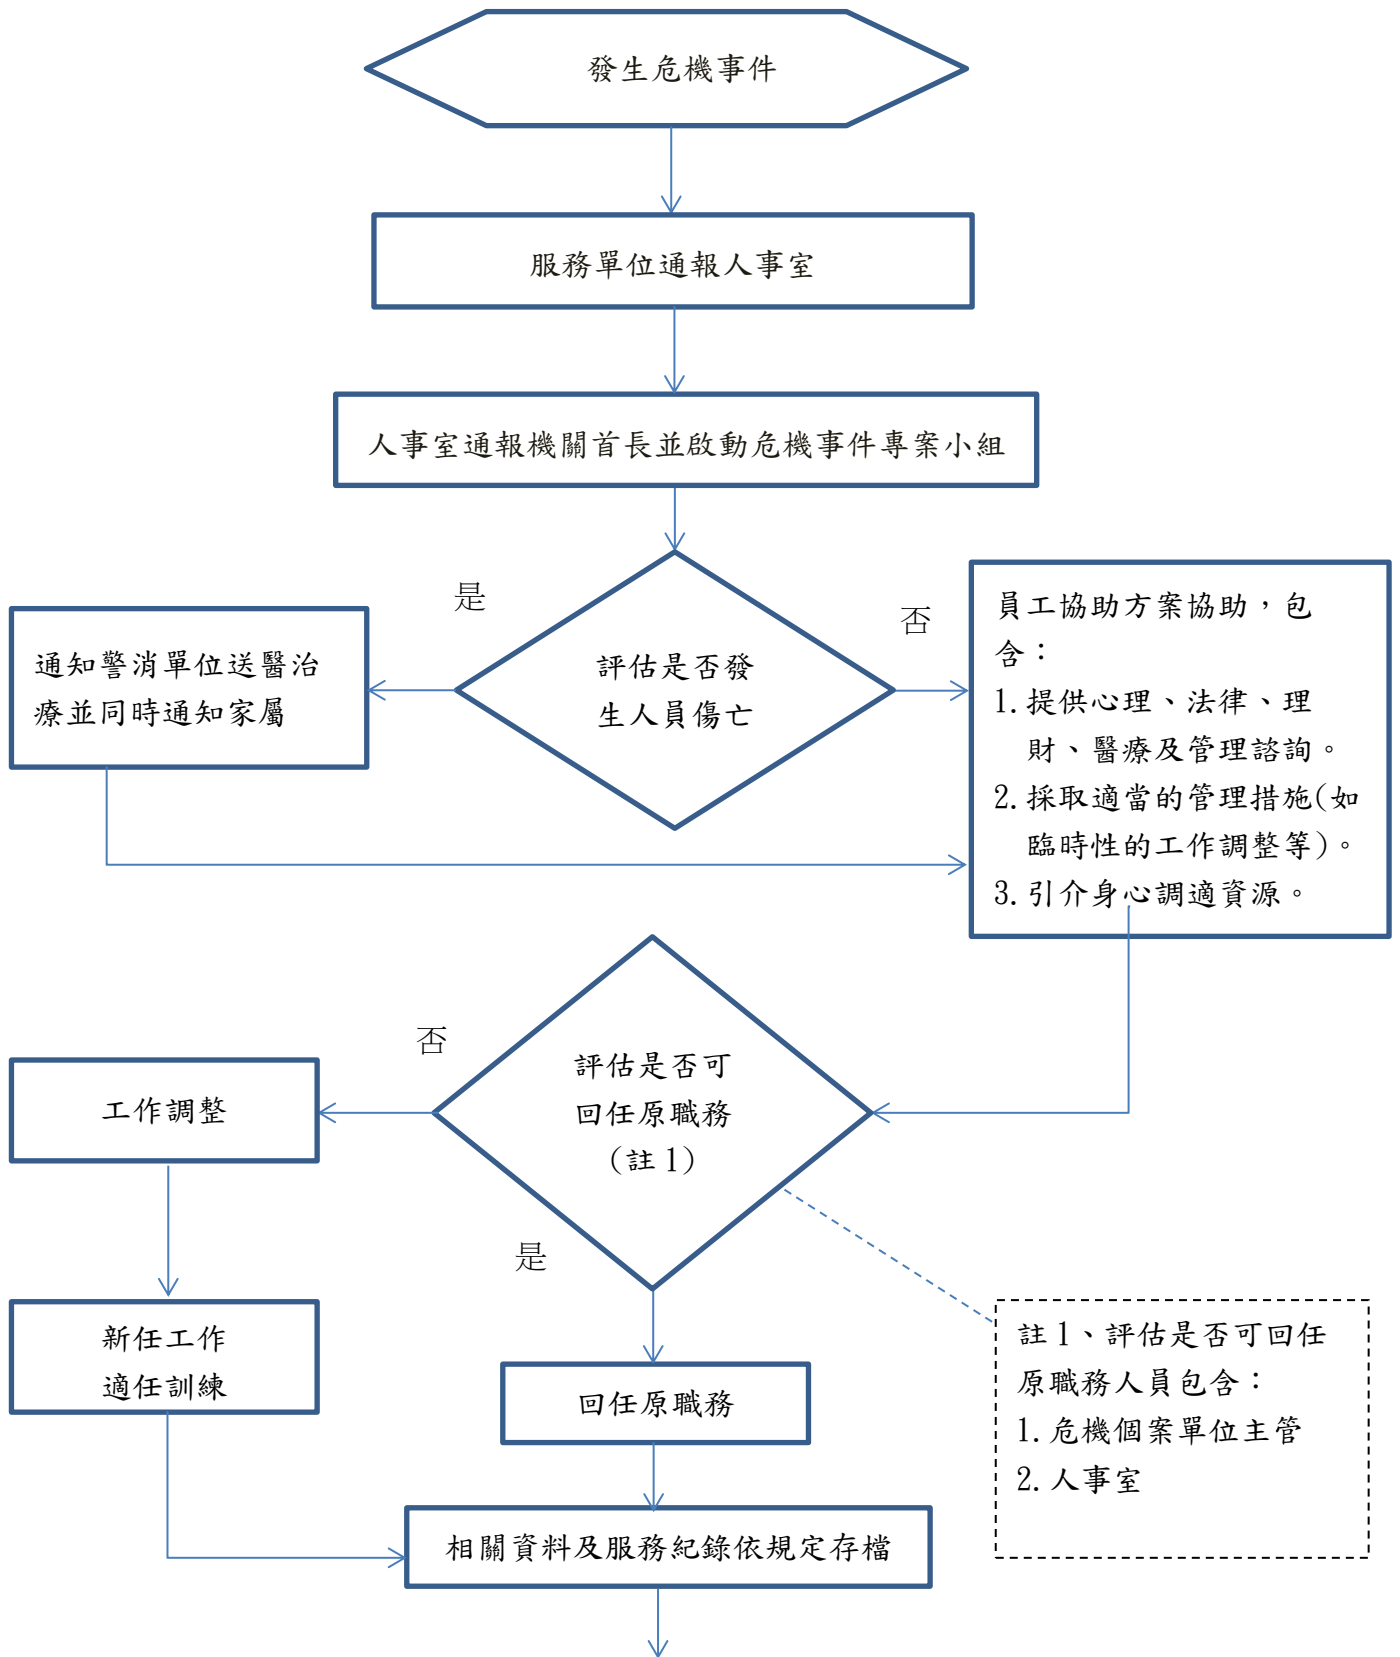 發生危機事件
服務單位通報人事室
人事室通報機關首長並啟動危機事件專案小組
是
否
評估是否發
生人員傷亡
通知警消單位送醫治
療並同時通知家屬
員工協助方案協助，包
含：
1.提供心理、法律、理
財、醫療及管理諮詢。
2.採取適當的管理措施(如
臨時性的工作調整等)。
3.引介身心調適資源。
否
評估是否可
回任原職務
(註1)
工作調整
是
新任工作
適任訓練
回任原職務
註1、評估是否可回任
原職務人員包含：
1.危機個案單位主管
2.人事室
相關資料及服務紀錄依規定存檔